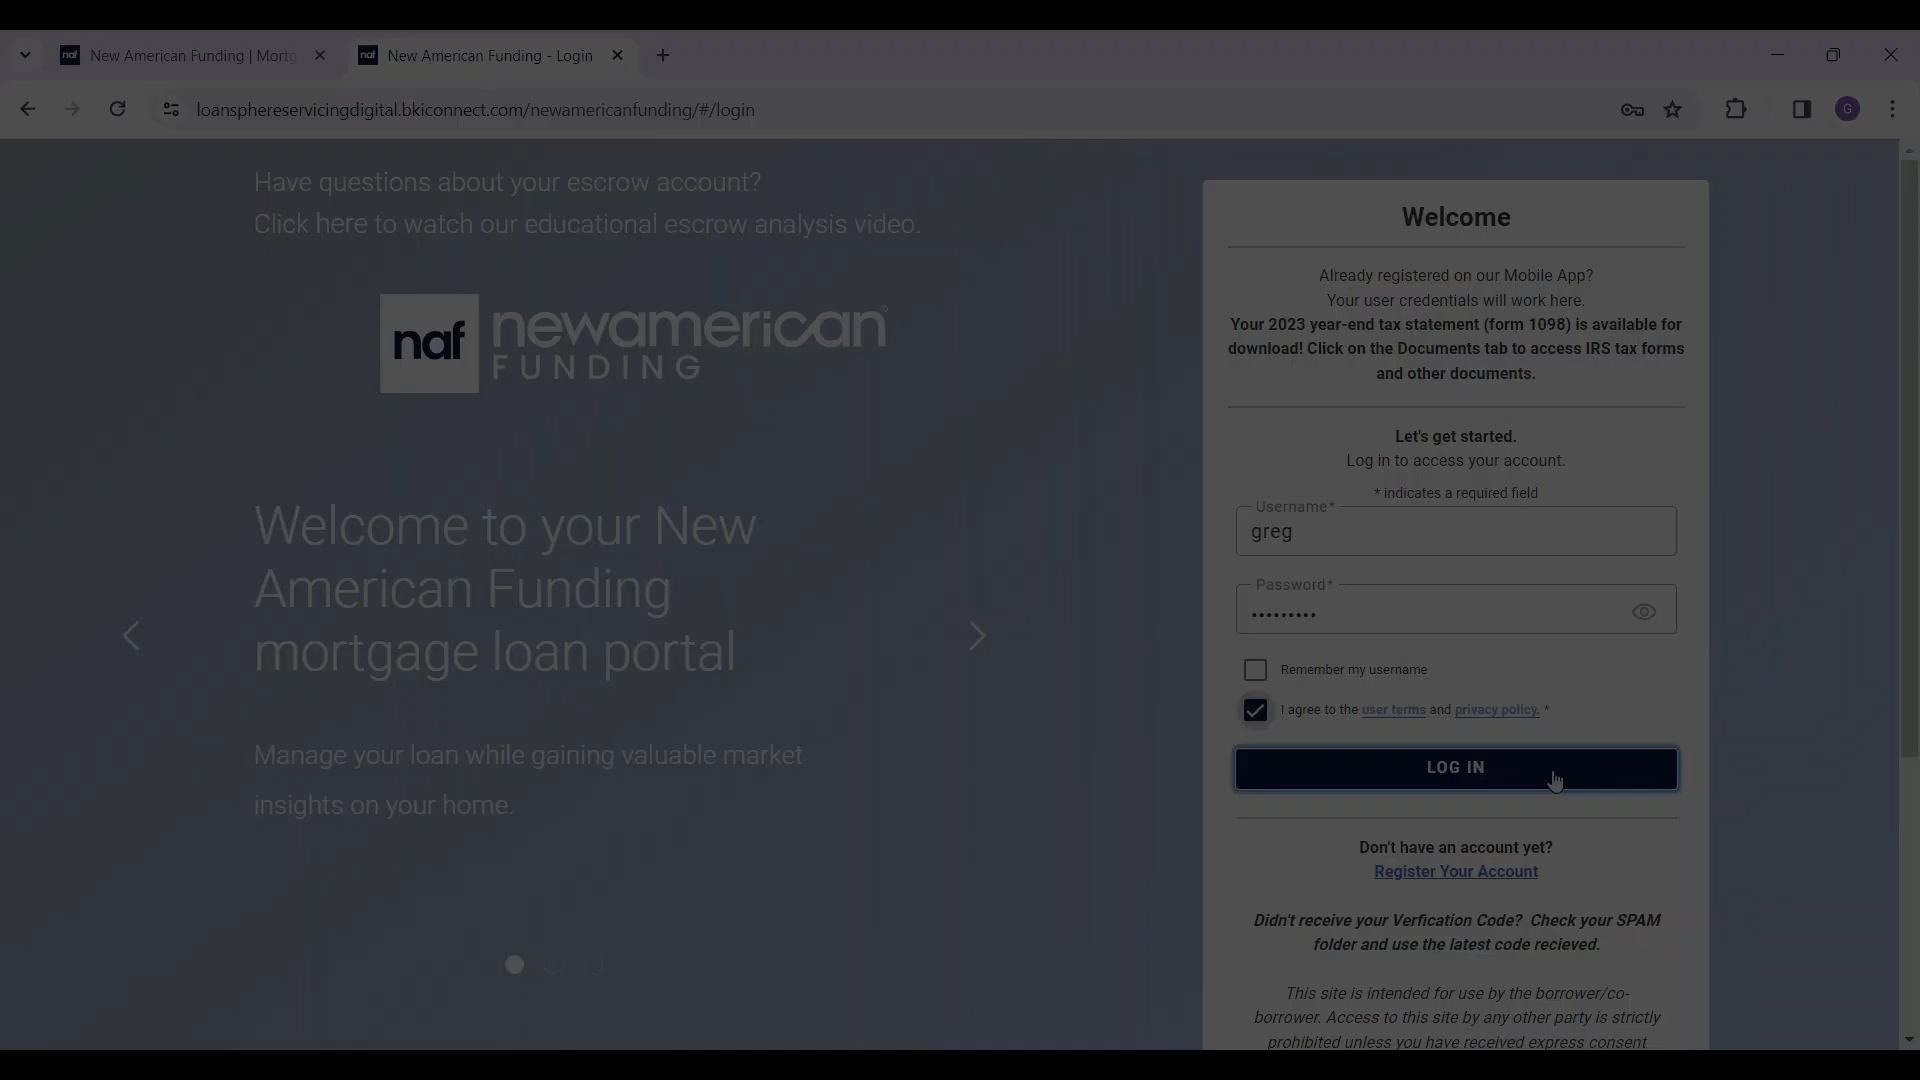 naf New American Funding | Mortg
naf New American Funding - Login
loansphereservicingdigital.bkiconnect.com/newamericanfunding/#/login
G
Have questions about your escrow account?
Click here to watch our educational escrow analysis video.
naf newamerican
FUNDING
Welcome to your New
American Funding
mortgage loan portal
Manage your loan while gaining valuable market
insights on your home.
Welcome
Already registered on our Mobile App?
Your user credentials will work here.
Your 2023 year-end tax statement (form 1098) is available for
download! Click on the Documents tab to access IRS tax forms
and other documents.
Let's get started.
Log in to access your account.
* indicates a required field
Username*
greg
Password*
•••••••••
Remember my username
I agree to the user terms and privacy policy. *
LOG IN
Don't have an account yet?
Register Your Account
Didn't receive your Verfication Code? Check your SPAM
folder and use the latest code recieved.
This site is intended for use by the borrower/co-
borrower. Access to this site by any other party is strictly
prohibited unless you have received express consent